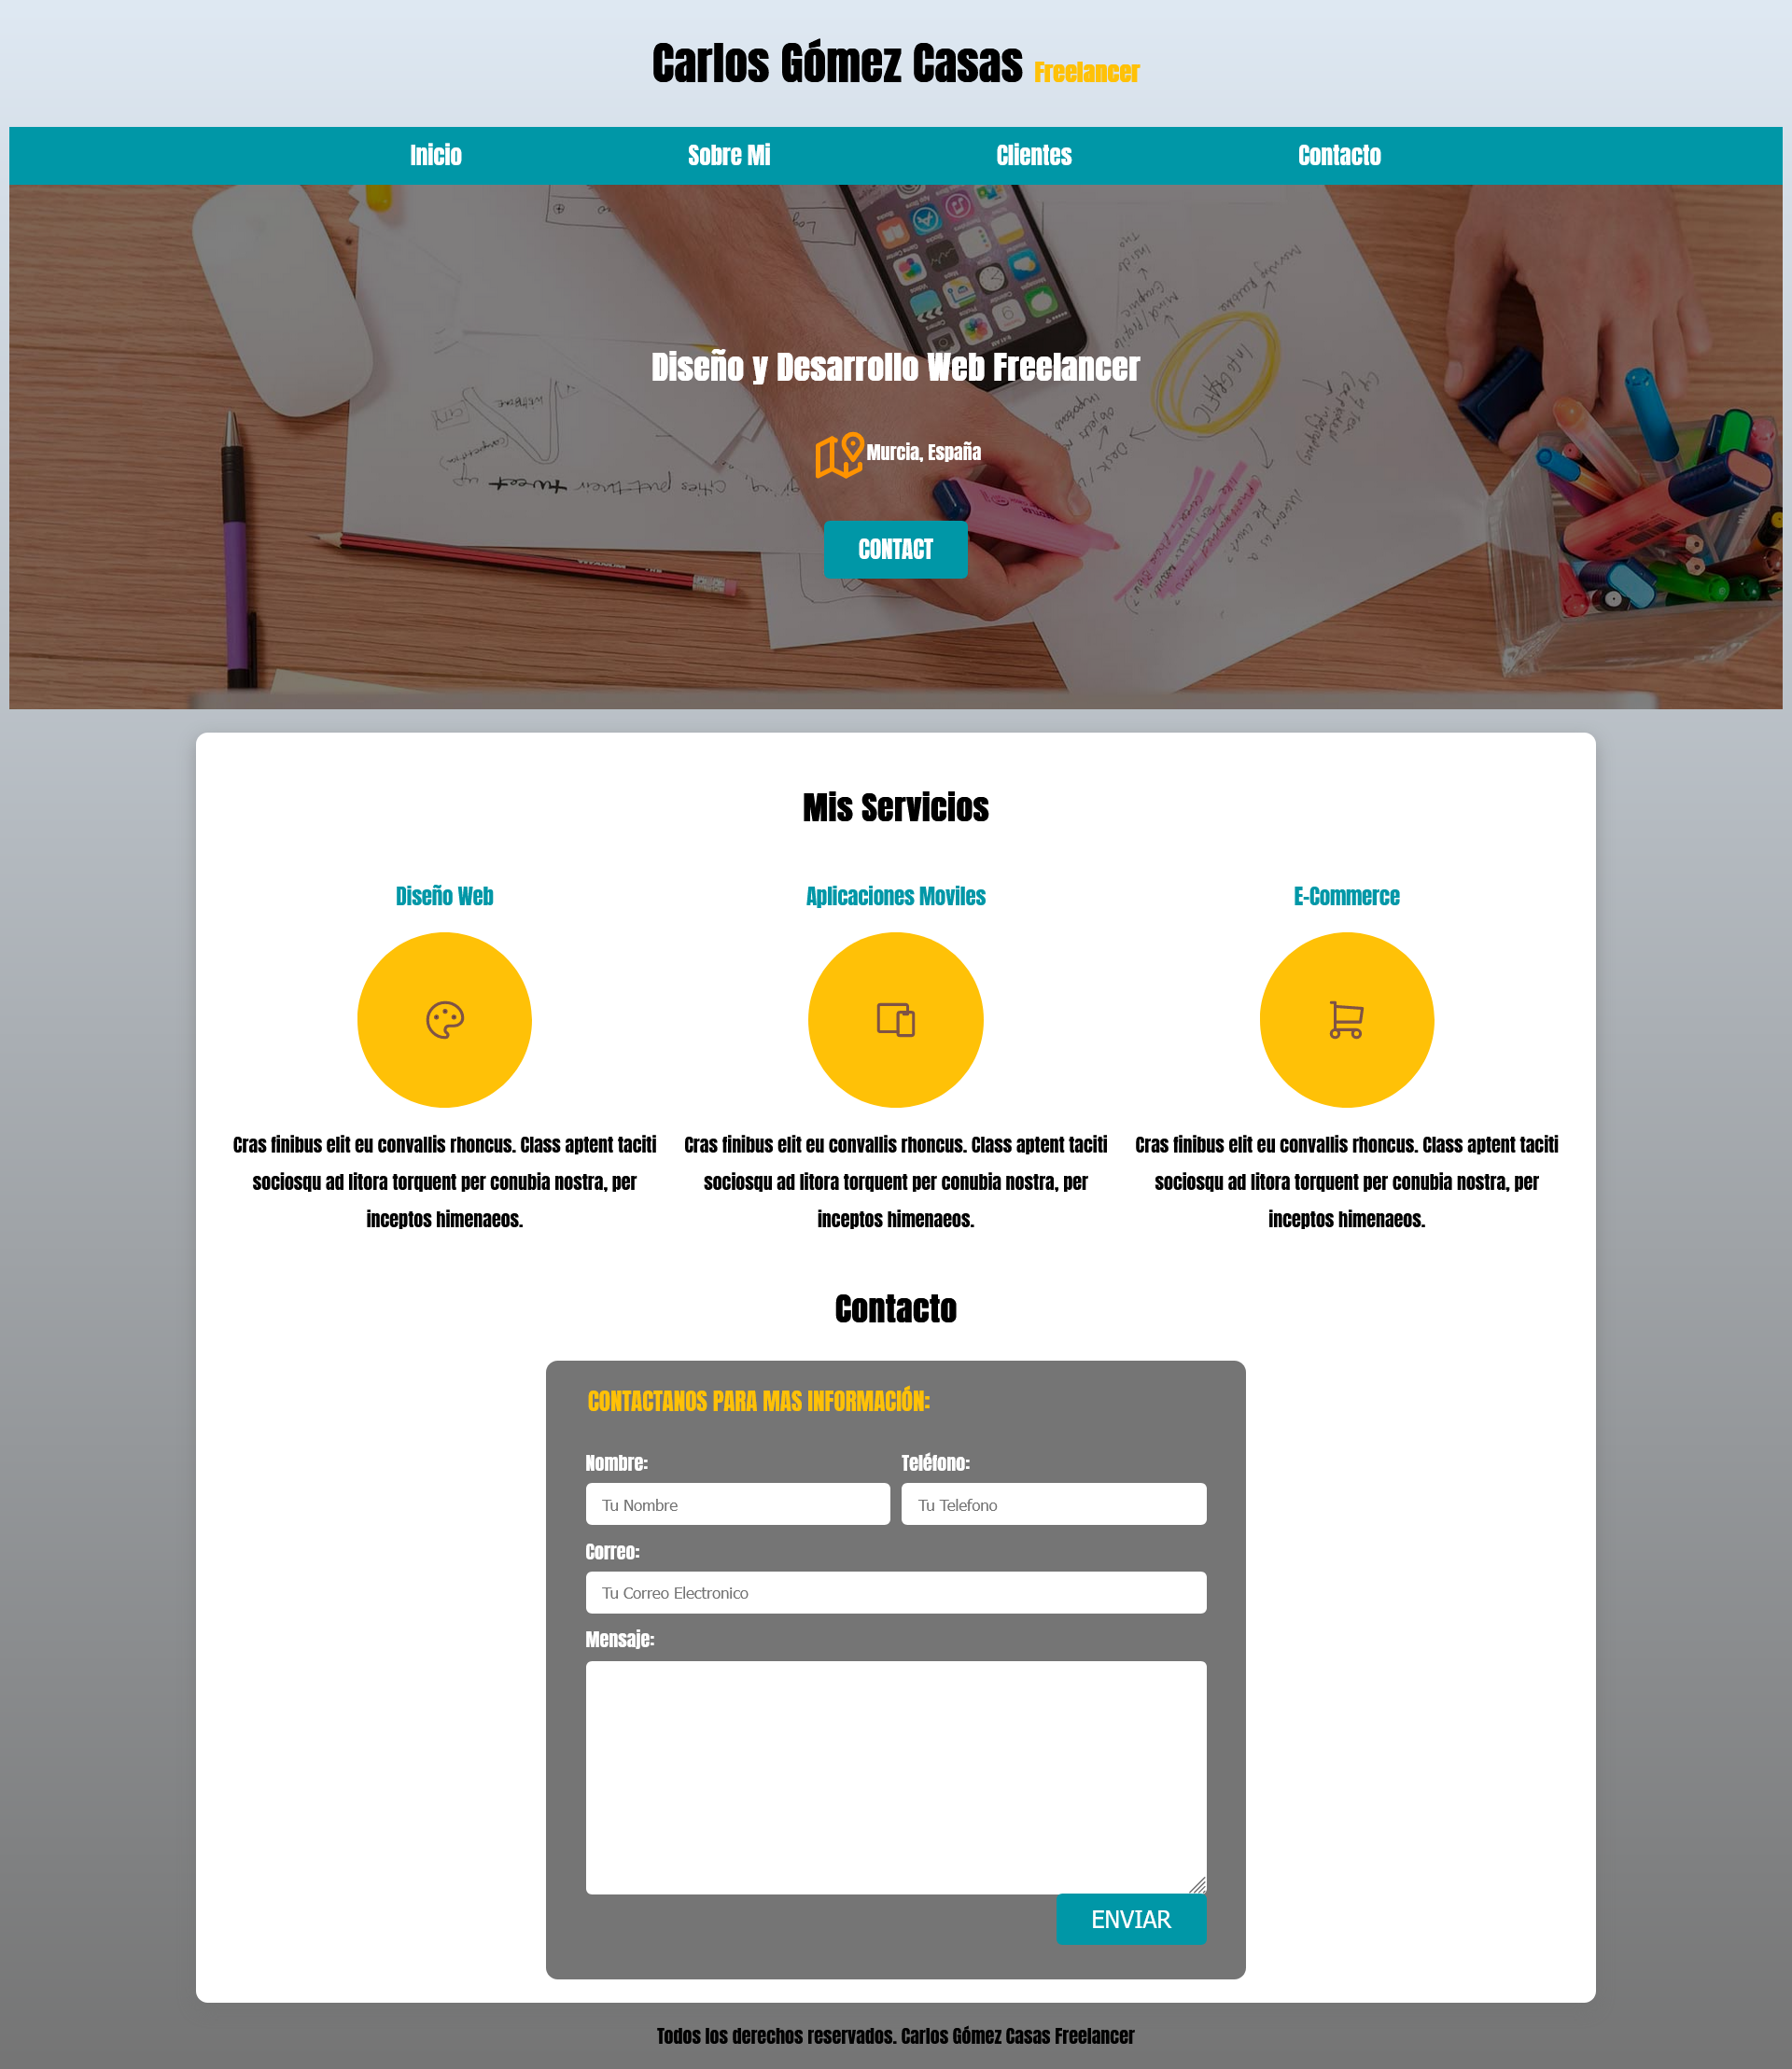 Carlos Gómez Casas Freelancer
Inicio Sobre Mi Clientes Contacto
Diseño y Desarrollo Web Freelancer
Murcia, España
CONTACT
Mis Servicios
Diseño Web
Aplicaciones Moviles
E-Commerce
Cras finibus elit eu convallis rhoncus. Class aptent taciti
sociosqu ad litora torquent per conubia nostra, per
inceptos himenaeos.
Cras finibus elit eu convallis rhoncus. Class aptent taciti
sociosqu ad litora torquent per conubia nostra, per
inceptos himenaeos.
Cras finibus elit eu convallis rhoncus. Class aptent taciti
sociosqu ad litora torquent per conubia nostra, per
inceptos himenaeos.
Contacto
CONTACTANOS PARA MAS INFORMACIÓN:
Nombre:
Tu Nombre
Teléfono:
Tu Telefono
Correo:
Tu Correo Electronico
Mensaje:
ENVIAR
Todos los derechos reservados. Carlos Gómez Casas Freelancer